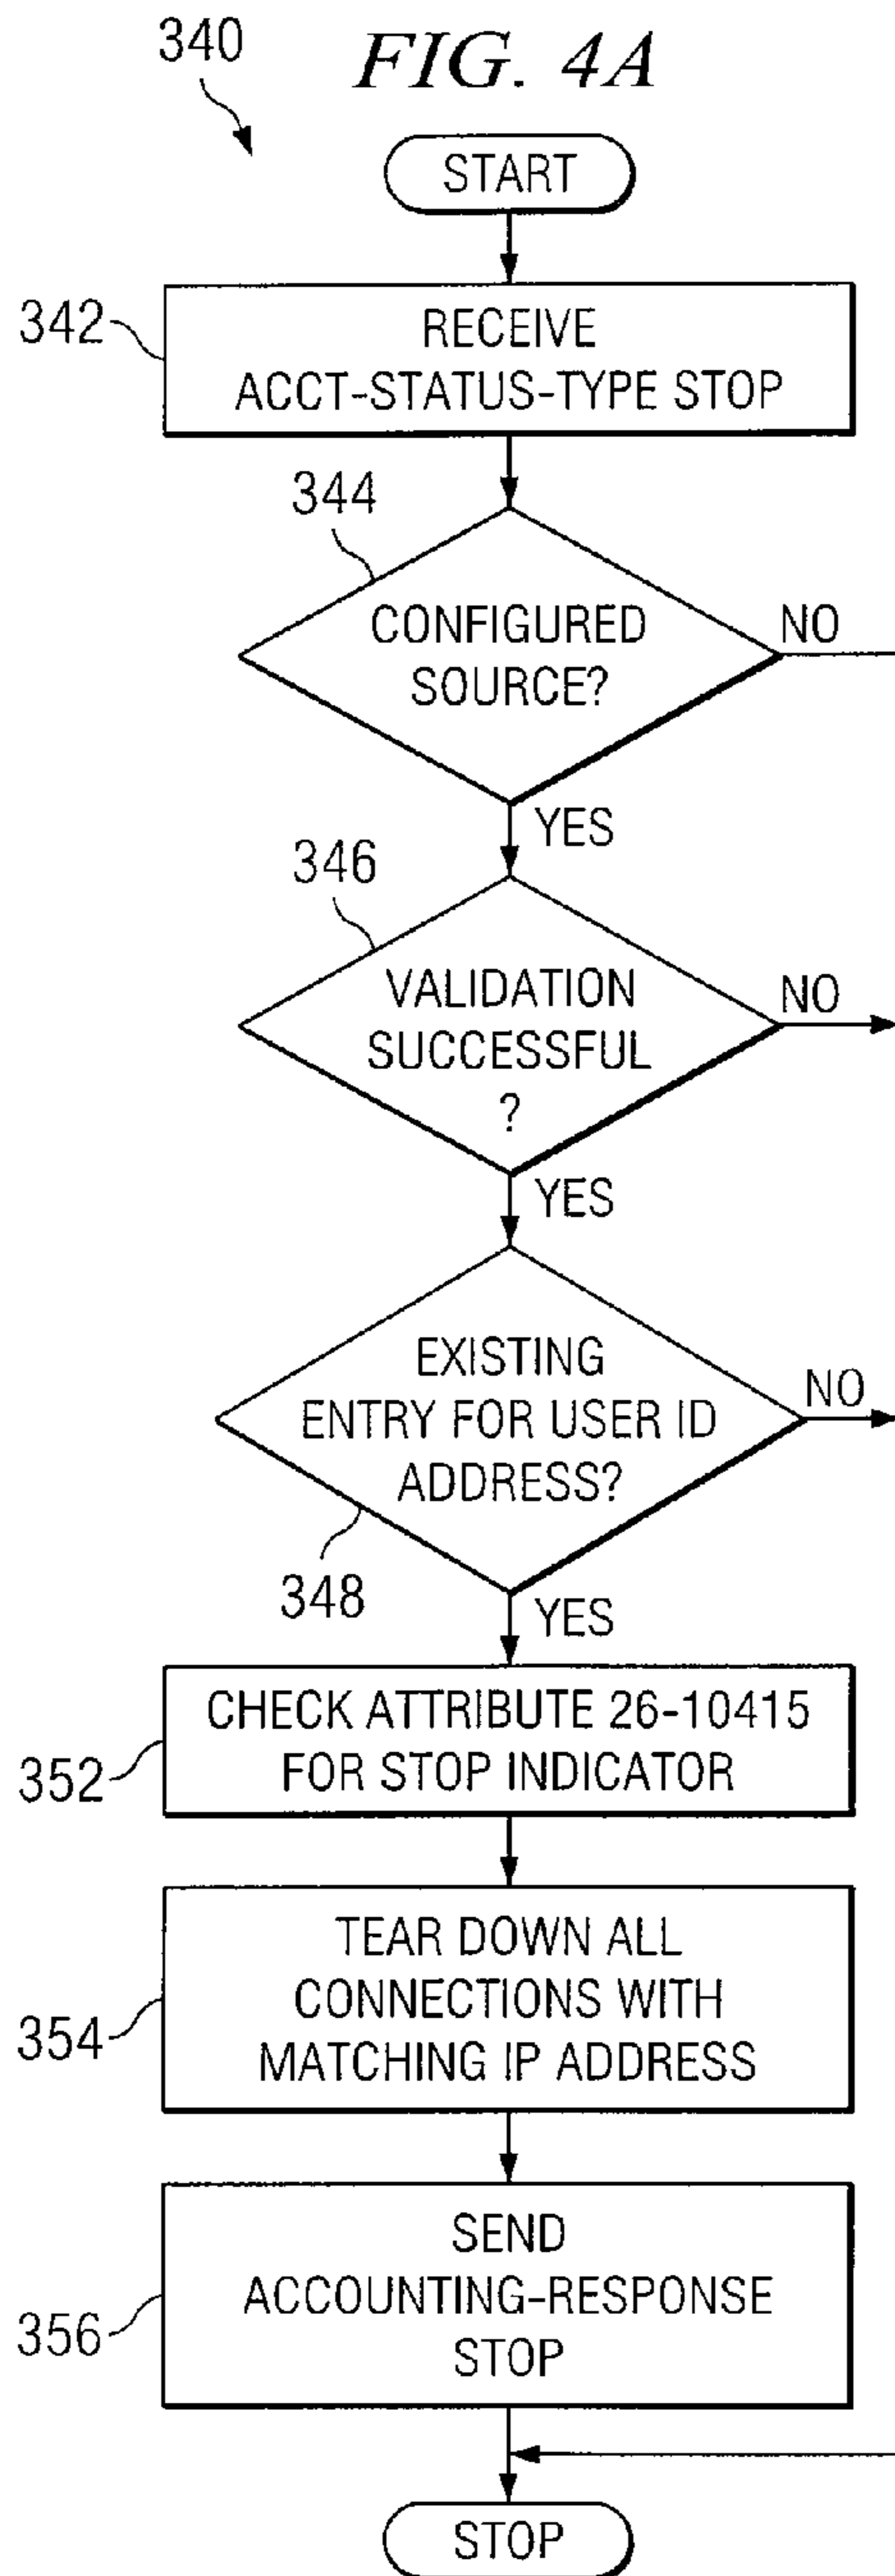 340
FIG. 4A
START
342
RECEIVE
ACCT-STATUS-TYPE STOP
344
CONFIGURED
SOURCE?
NO
YES
346
VALIDATION
SUCCESSFUL
?
NO
YES
EXISTING
ENTRY FOR USER ID
ADDRESS?
NO
348
YES
CHECK ATTRIBUTE 26-10415
FOR STOP INDICATOR
352
TEAR DOWN ALL
CONNECTIONS WITH
MATCHING IP ADDRESS
354
SEND
ACCOUNTING-RESPONSE
STOP
356
STOP